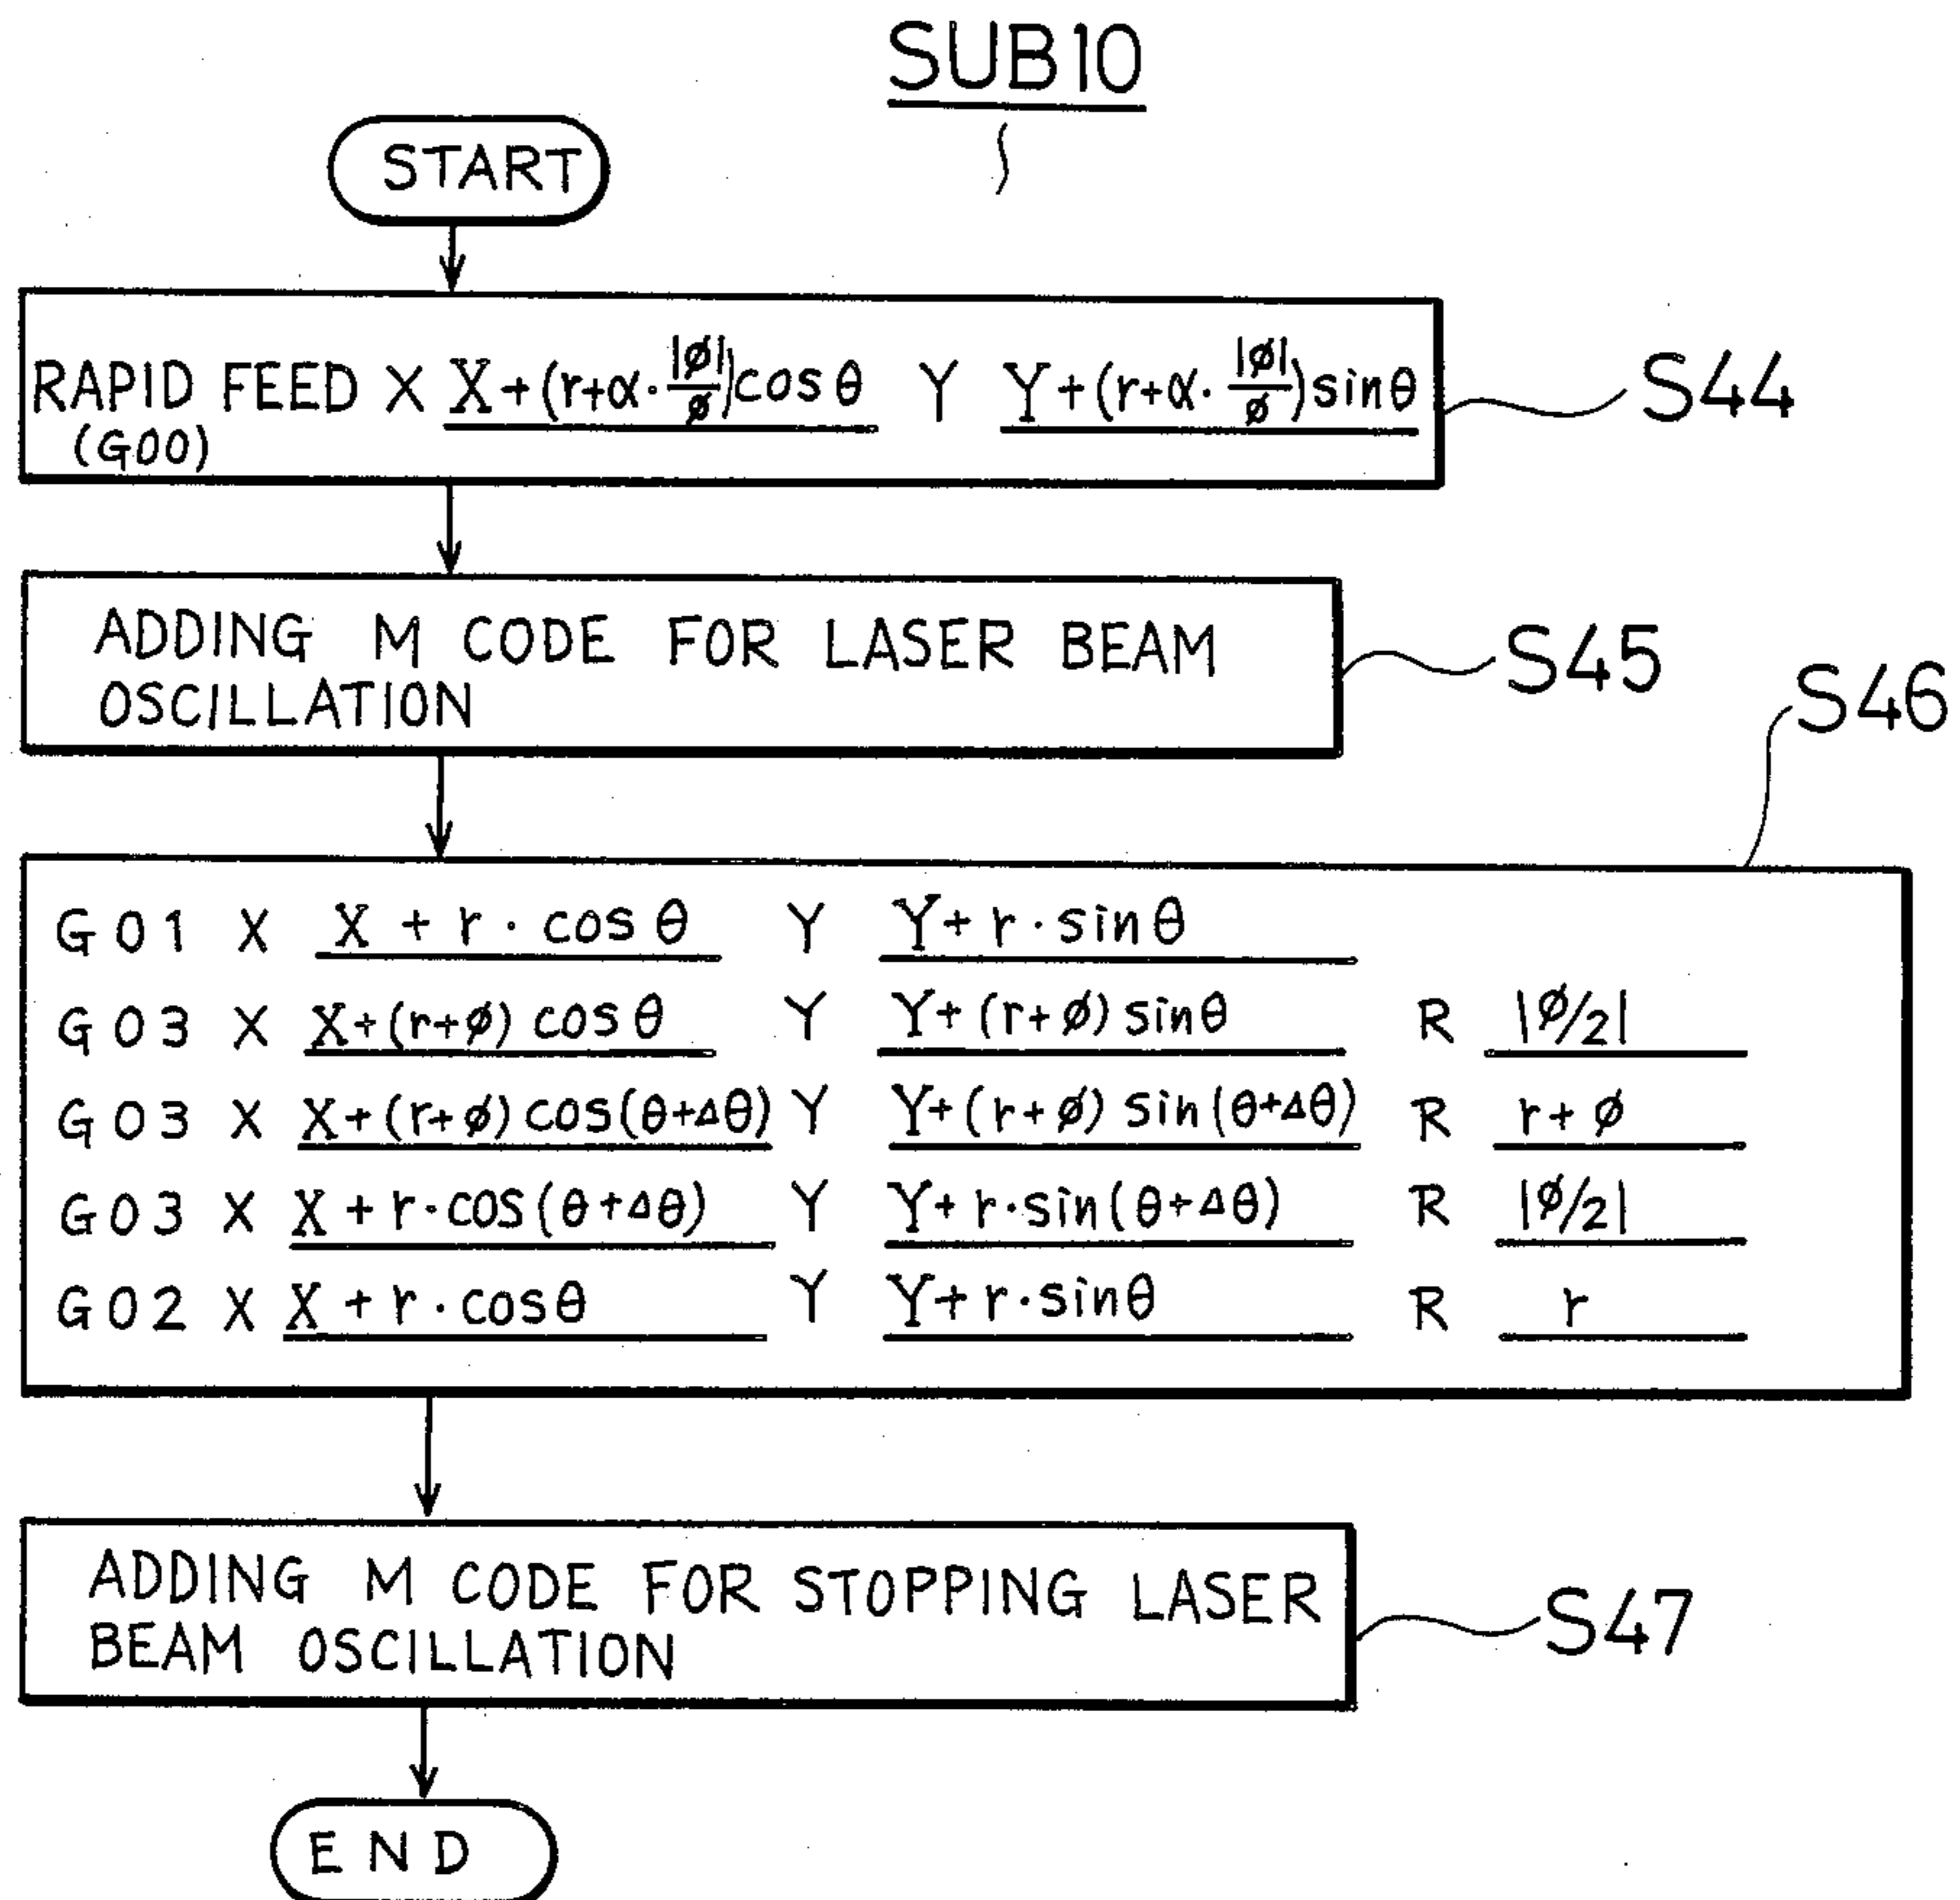 SUB10
START
RAPID FEED X X+(r+α·|ø|/ø)cosθ Y Y+(r+α·|ø|/ø)sinθ
(G00)
S44
ADDING M CODE FOR LASER BEAM
OSCILLATION
S45
S46
G01 X X+r·cosθ Y Y+r·sinθ
G03 X X+(r+ø)cosθ Y Y+(r+ø)sinθ R |ø/2|
G03 X X+(r+ø)cos(θ+Δθ) Y Y+(r+ø)sin(θ+Δθ) R r+ø
G03 X X+r·cos(θ+Δθ) Y Y+r·sin(θ+Δθ) R |ø/2|
G02 X X+r·cosθ Y Y+r·sinθ R r
ADDING M CODE FOR STOPPING LASER
BEAM OSCILLATION
S47
END